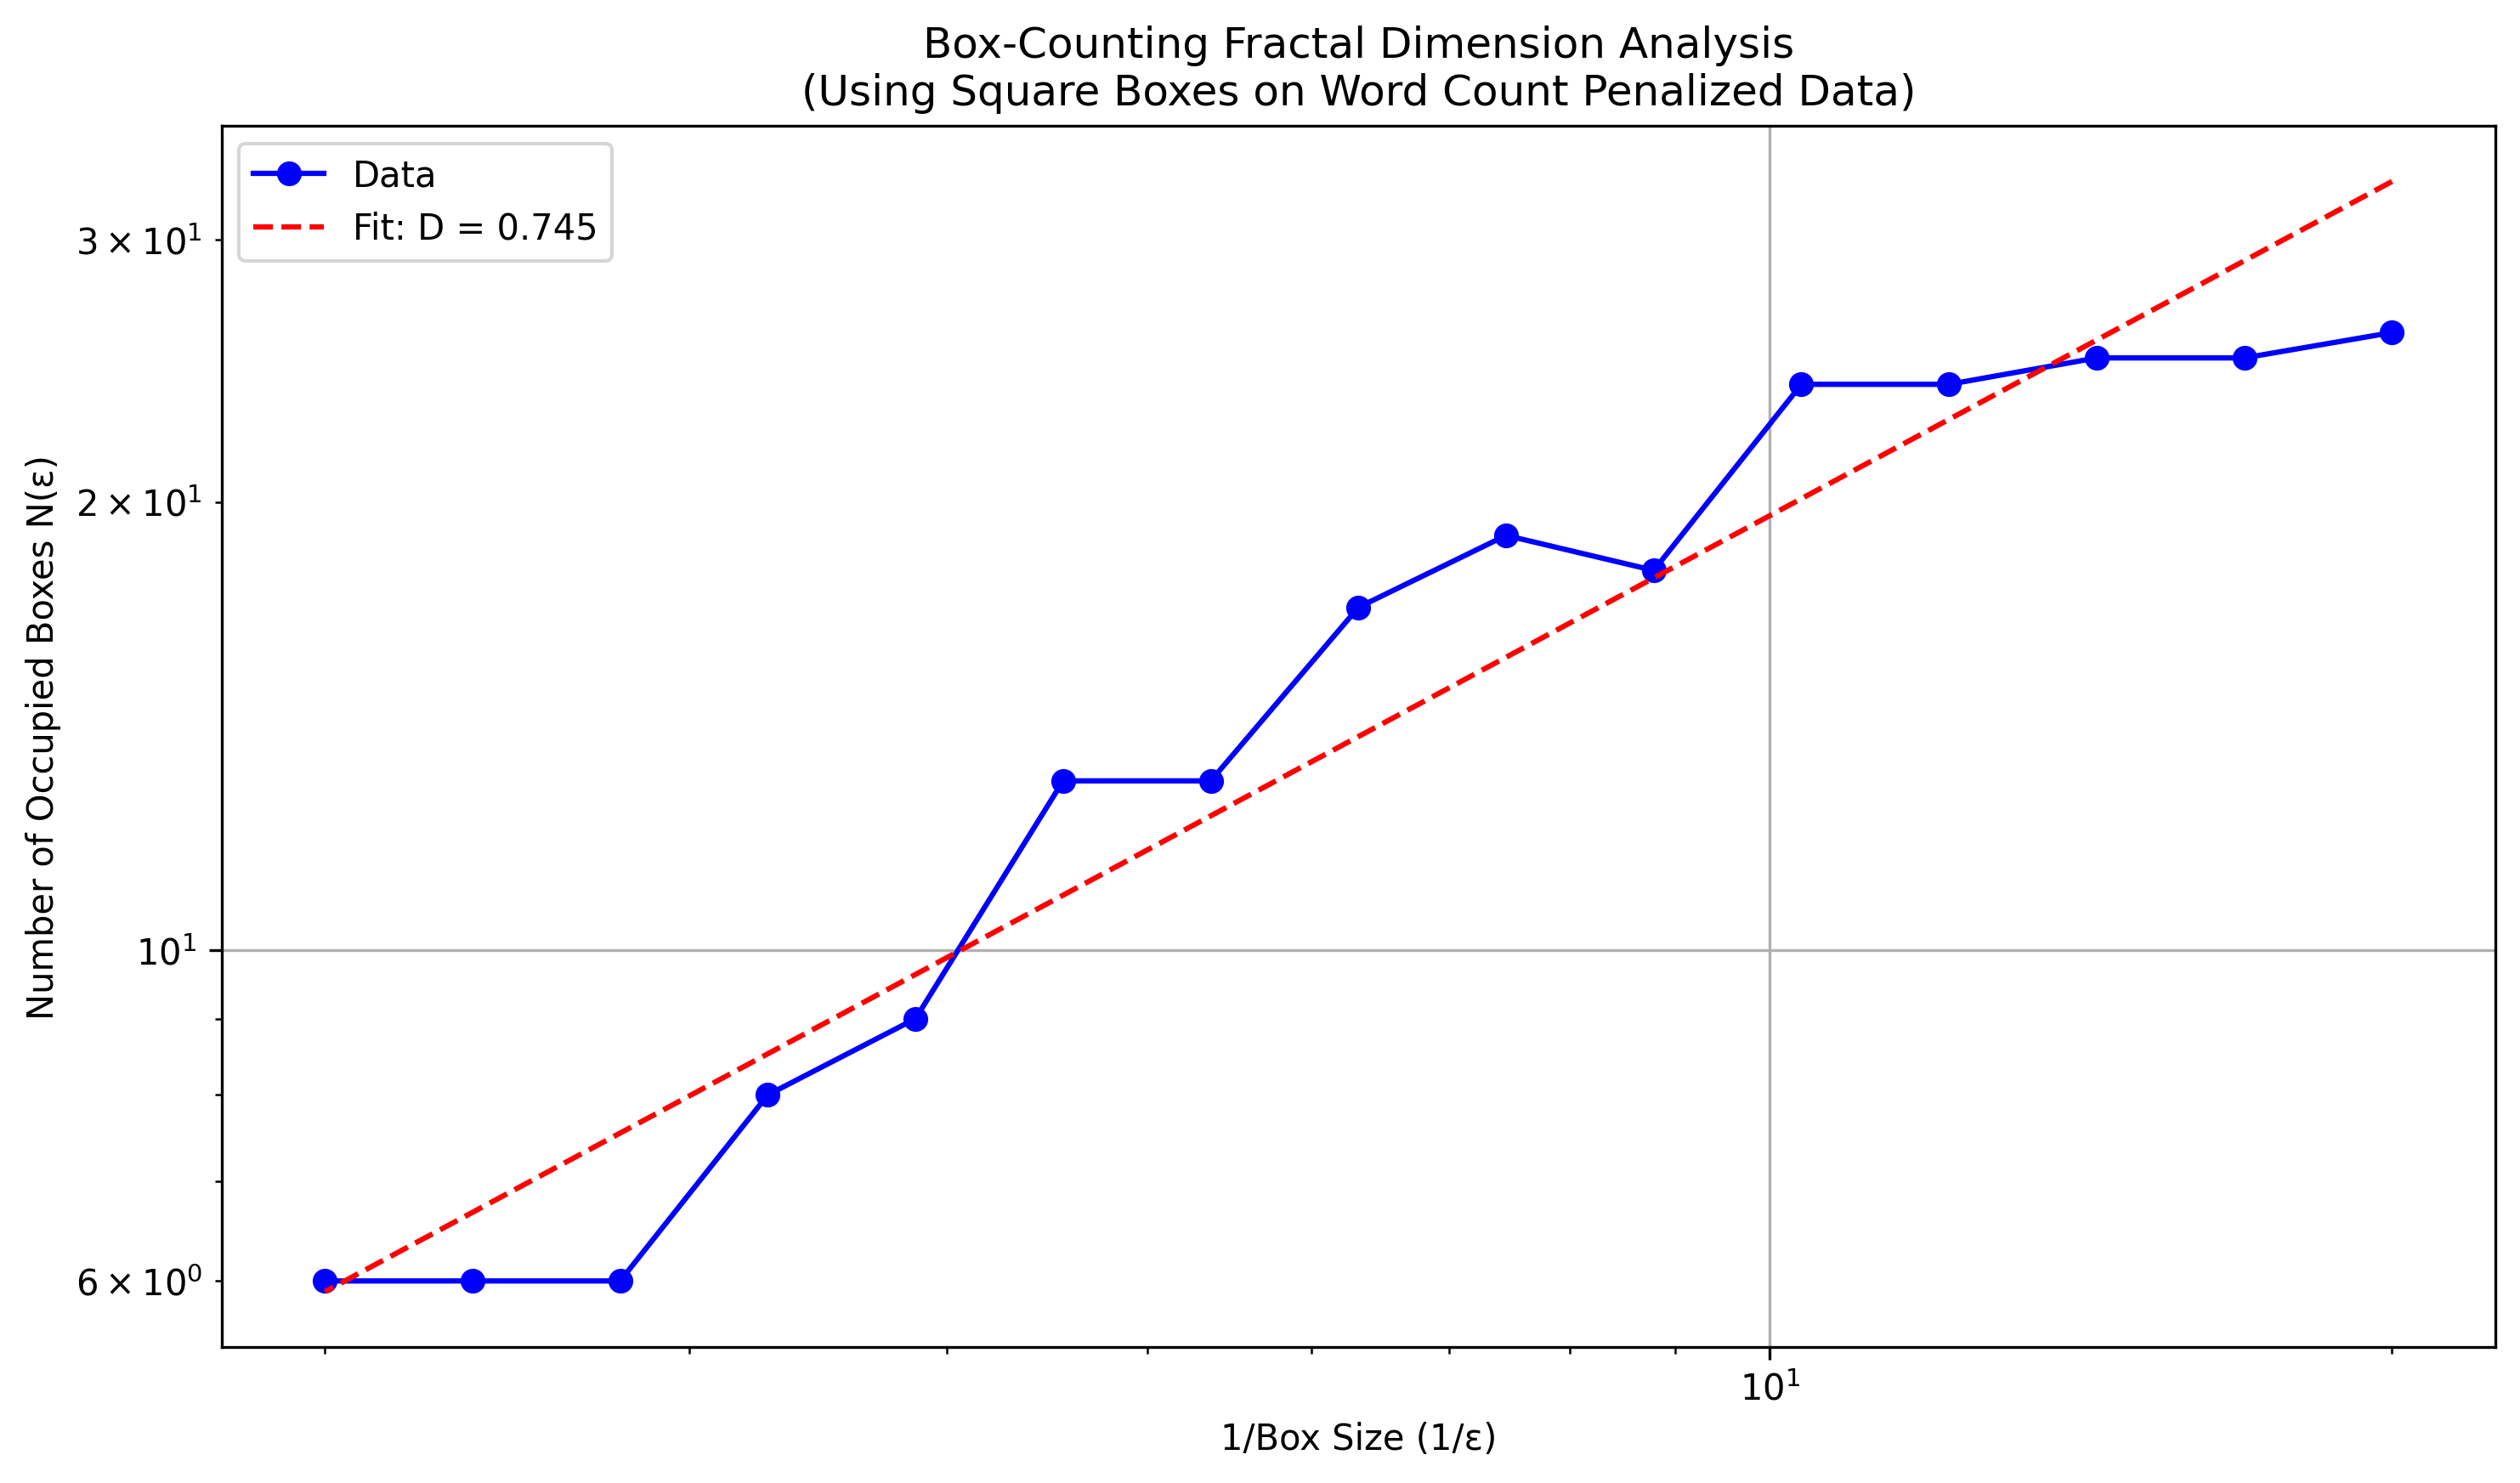 Box-Counting Fractal Dimension Analysis
(Using Square Boxes on Word Count Penalized Data)
Data
Fit: D = 0.745
3 × 10¹
2 × 10¹
10¹
6 × 10⁰
Number of Occupied Boxes N(ε)
10¹
1/Box Size (1/ε)